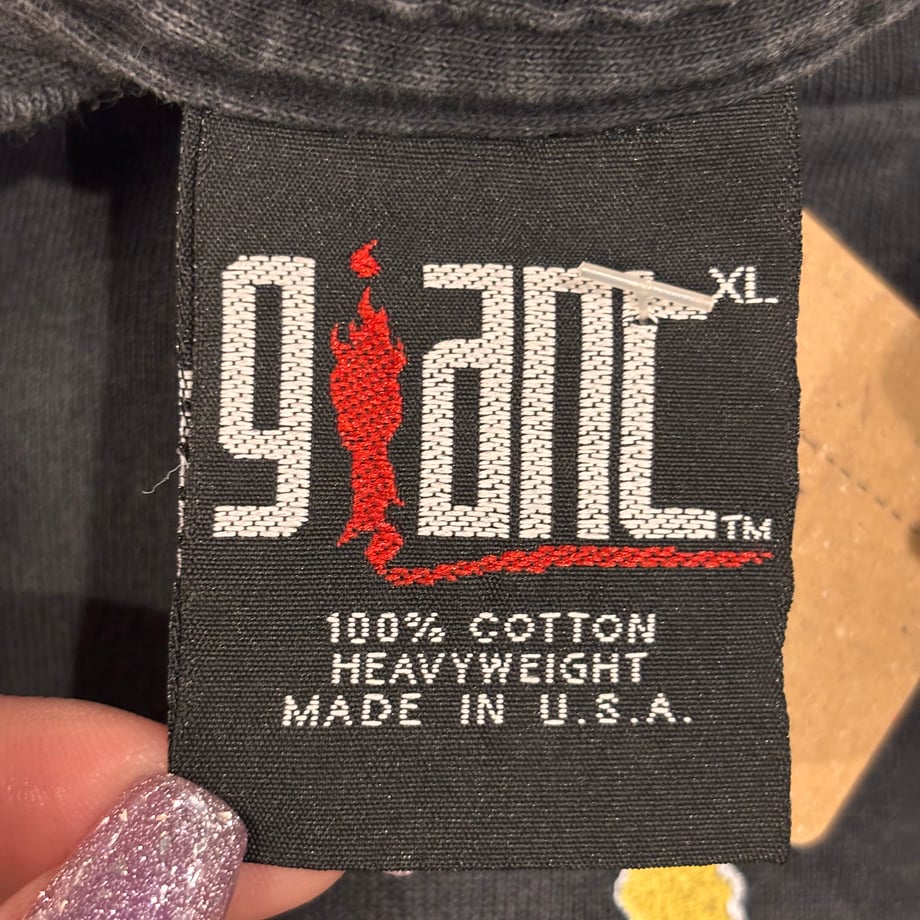 giant XL
TM
100% COTTON
HEAVYWEIGHT
MADE IN U.S.A.